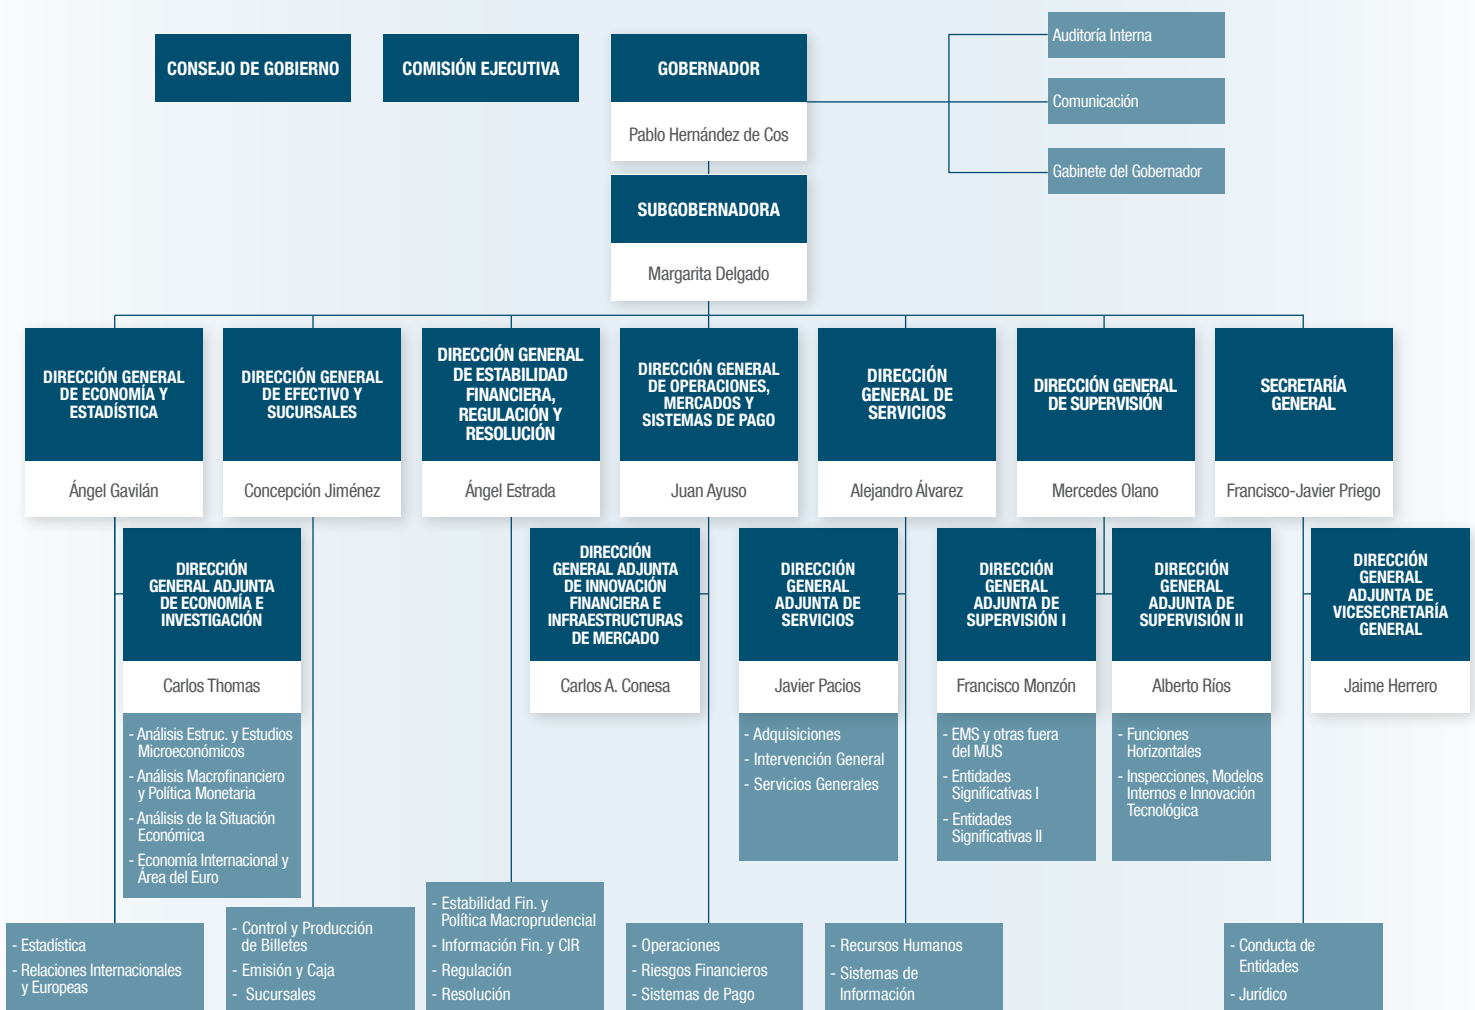 CONSEJO DE GOBIERNO
COMISIÓN EJECUTIVA
GOBERNADOR
Pablo Hernández de Cos
Auditoría Interna
Comunicación
Gabinete del Gobernador
SUBGOBERNADORA
Margarita Delgado
DIRECCIÓN GENERAL
DE ECONOMÍA Y
ESTADÍSTICA
Ángel Gavilán
DIRECCIÓN GENERAL
DE EFECTIVO Y
SUCURSALES
Concepción Jiménez
DIRECCIÓN GENERAL
DE ESTABILIDAD
FINANCIERA,
REGULACIÓN Y
RESOLUCIÓN
Ángel Estrada
DIRECCIÓN GENERAL
DE OPERACIONES,
MERCADOS Y
SISTEMAS DE PAGO
Juan Ayuso
DIRECCIÓN
GENERAL DE
SERVICIOS
Alejandro Álvarez
DIRECCIÓN GENERAL
DE SUPERVISIÓN
Mercedes Olano
SECRETARÍA
GENERAL
Francisco-Javier Priego
DIRECCIÓN
GENERAL ADJUNTA
DE ECONOMÍA E
INVESTIGACIÓN
Carlos Thomas
- Análisis Estruc. y Estudios
Microeconómicos
- Análisis Macrofinanciero
y Política Monetaria
- Análisis de la Situación
Económica
- Economía Internacional y
Área del Euro
DIRECCIÓN
GENERAL ADJUNTA
DE INNOVACIÓN
FINANCIERA E
INFRAESTRUCTURAS
DE MERCADO
Carlos A. Conesa
DIRECCIÓN
GENERAL
ADJUNTA DE
SERVICIOS
Javier Pacios
- Adquisiciones
- Intervención General
- Servicios Generales
DIRECCIÓN
GENERAL
ADJUNTA DE
SUPERVISIÓN I
Francisco Monzón
- EMS y otras fuera
del MUS
- Entidades
Significativas I
- Entidades
Significativas II
DIRECCIÓN
GENERAL
ADJUNTA DE
SUPERVISIÓN II
Alberto Ríos
- Funciones
Horizontales
- Inspecciones, Modelos
Internos e Innovación
Tecnológica
DIRECCIÓN
GENERAL
ADJUNTA DE
VICESECRETARÍA
GENERAL
Jaime Herrero
- Estadística
- Relaciones Internacionales
y Europeas
- Control y Producción
de Billetes
- Emisión y Caja
- Sucursales
- Estabilidad Fin. y
Política Macroprudencial
- Información Fin. y CIR
- Regulación
- Resolución
- Operaciones
- Riesgos Financieros
- Sistemas de Pago
- Recursos Humanos
- Sistemas de
Información
- Conducta de
Entidades
- Jurídico